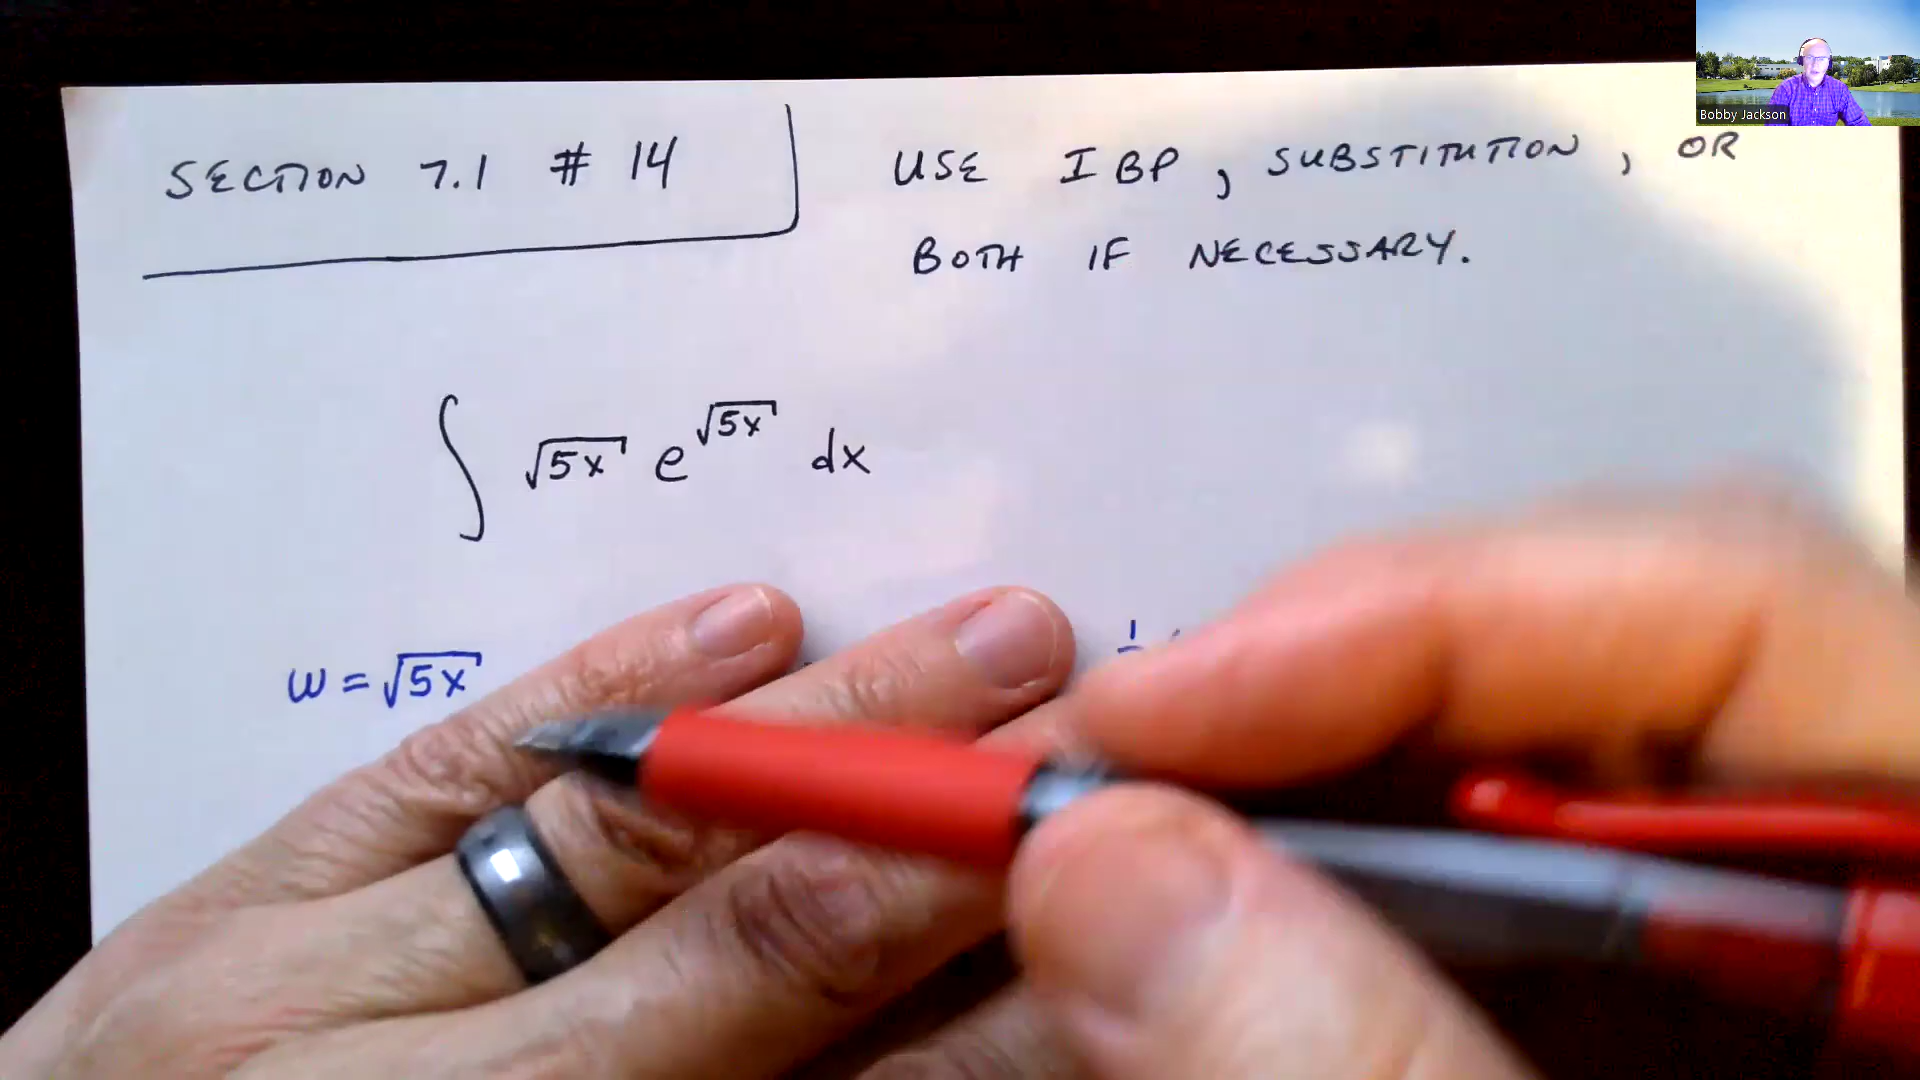 SECTION 7.1 # 14
USE IBP, SUBSTITUTION, OR
BOTH IF NECESSARY.
∫ √5x e^√5x dx
w = √5x
Bobby Jackson